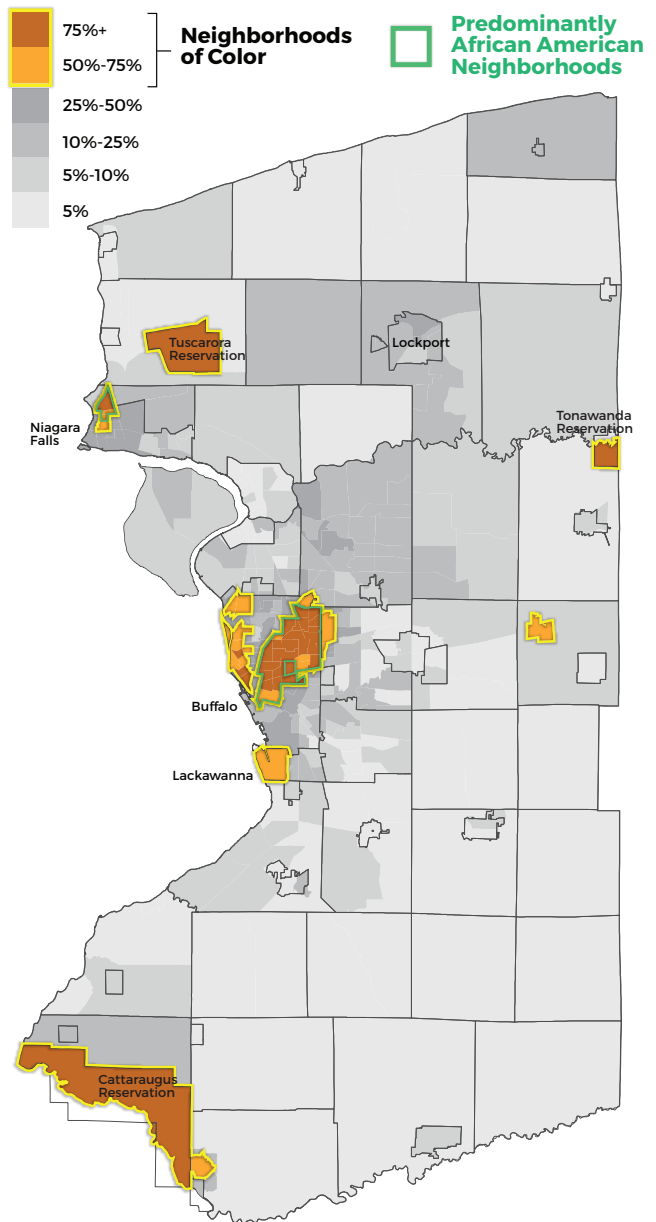 75%+
50%-75%
Neighborhoods
of Color
25%-50%
10%-25%
5%-10%
5%
Predominantly
African American
Neighborhoods
Tuscarora
Reservation
Lockport
Niagara
Falls
Tonawanda
Reservation
Buffalo
Lackawanna
Cattaraugus
Reservation